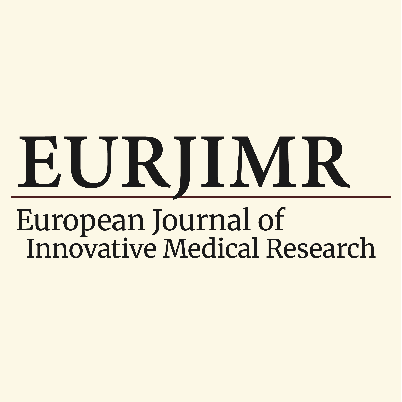 EURJIMR
European Journal of
Innovative Medical Research